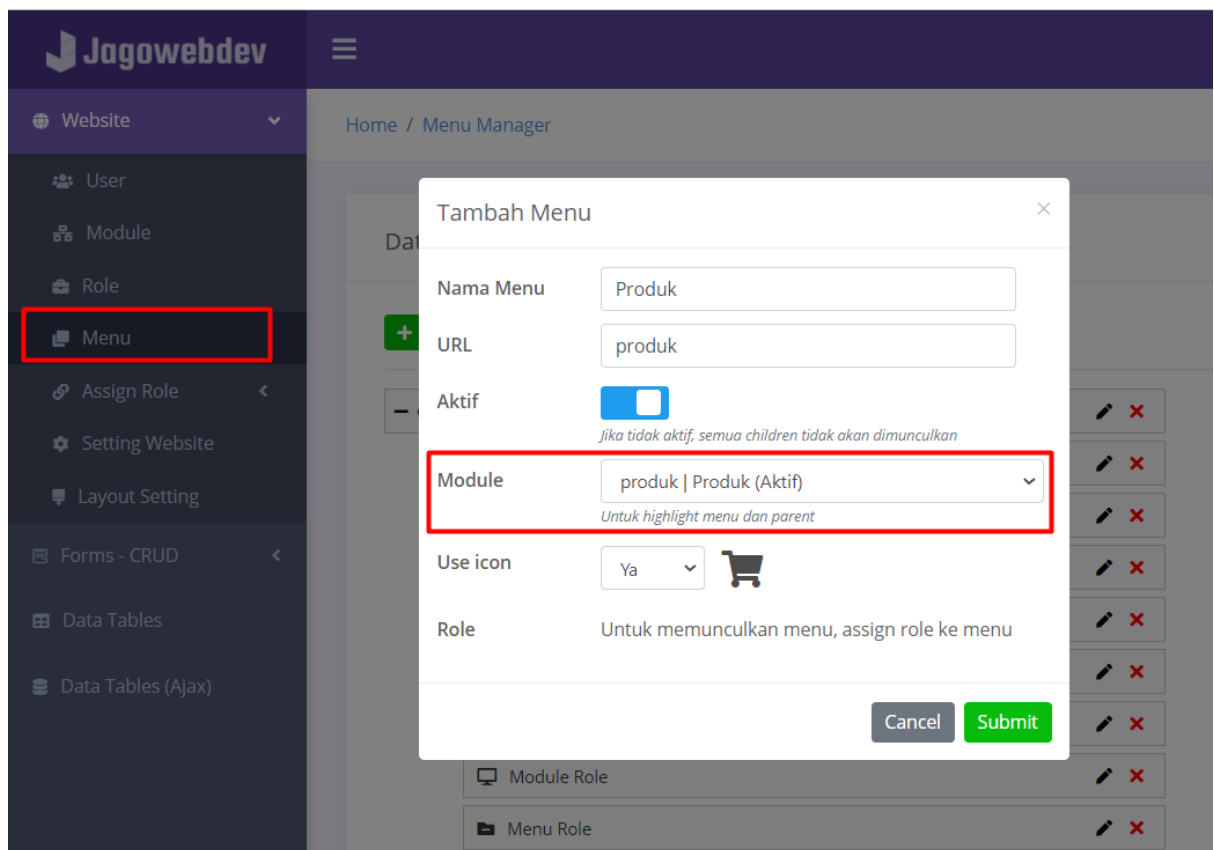 Jagowebdev
Website
Home / Menu Manager
User
Module
Role
Menu
Assign Role
Setting Website
Layout Setting
Forms - CRUD
Data Tables
Data Tables (Ajax)
Tambah Menu
Nama Menu
Produk
URL
produk
Aktif
Jika tidak aktif, semua children tidak akan dimunculkan
Module
produk | Produk (Aktif)
Untuk highlight menu dan parent
Use icon
Ya
Role
Untuk memunculkan menu, assign role ke menu
Cancel
Submit
Module Role
Menu Role